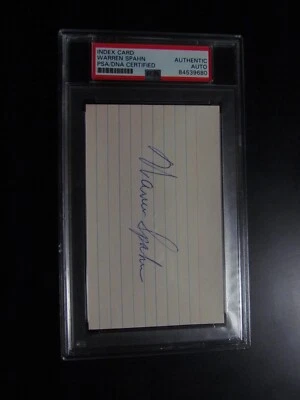 INDEX CARD
WARREN SPAHN
PSA/DNA CERTIFIED
AUTHENTIC
AUTO
84539680
Warren Spahn